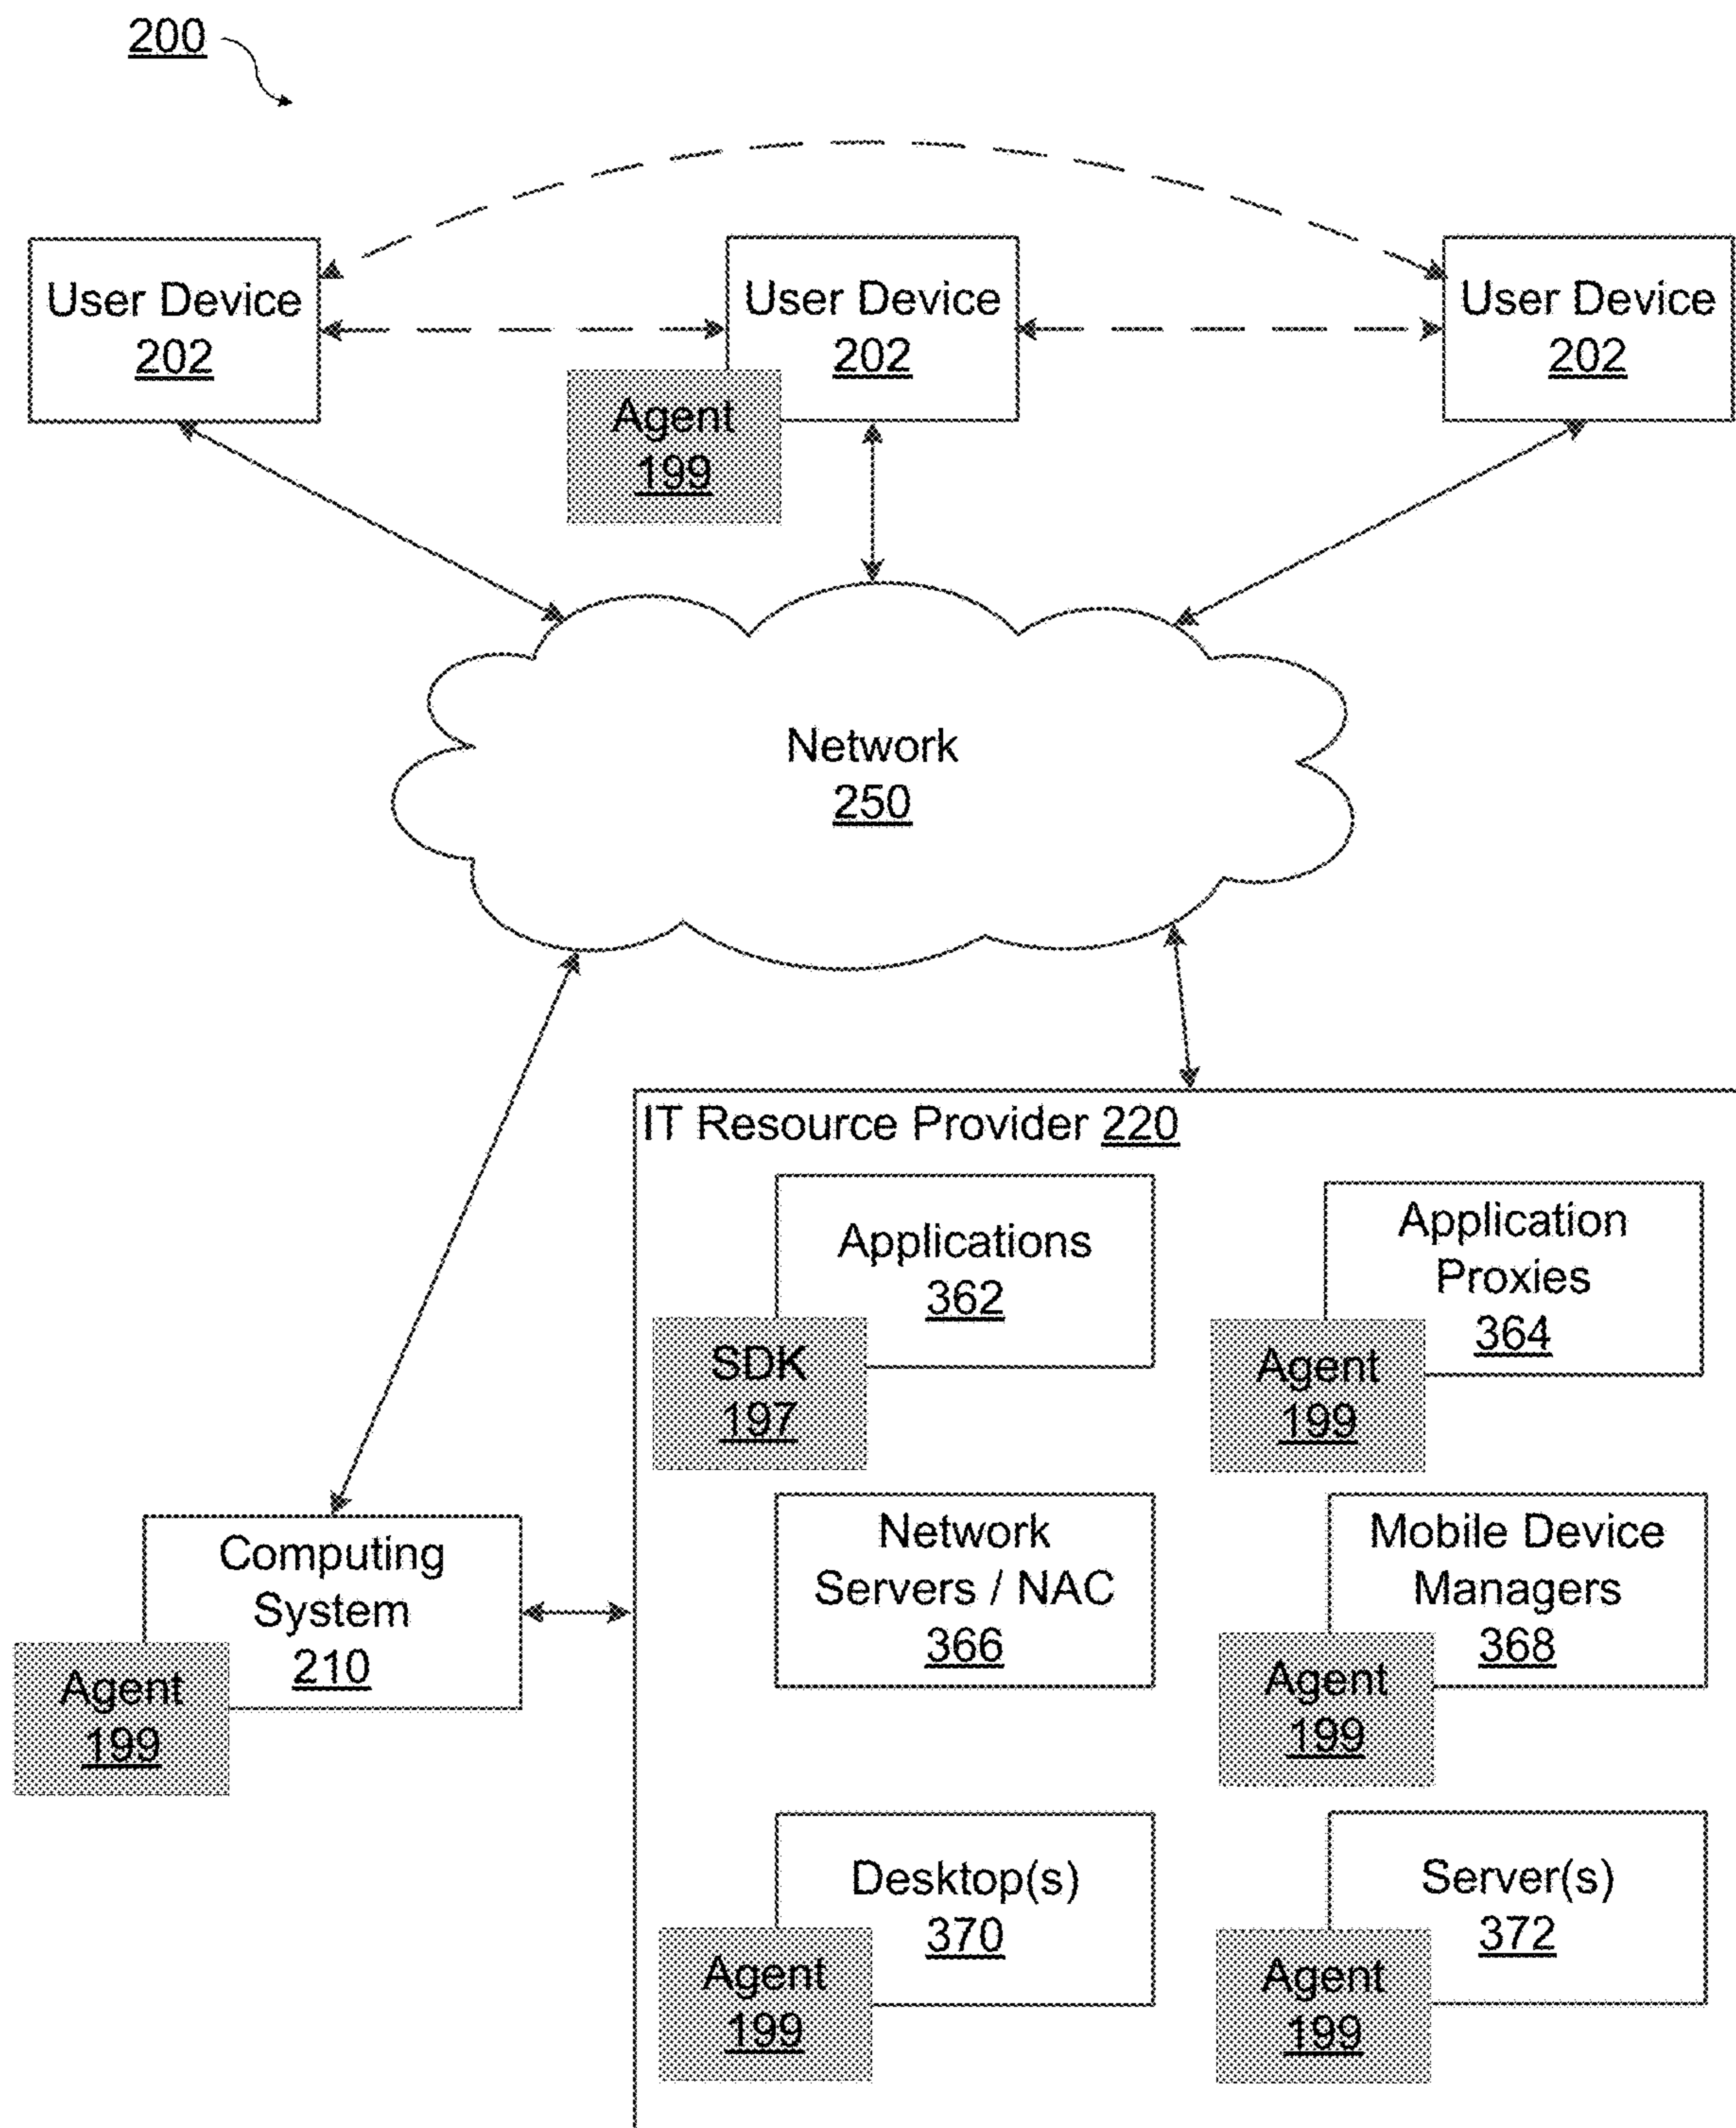 200
User Device
202
User Device
202
User Device
202
Agent
199
Network
250
IT Resource Provider 220
Applications
362
SDK
197
Application
Proxies
364
Agent
199
Network
Servers / NAC
366
Mobile Device
Managers
368
Agent
199
Computing
System
210
Agent
199
Desktop(s)
370
Agent
199
Server(s)
372
Agent
199